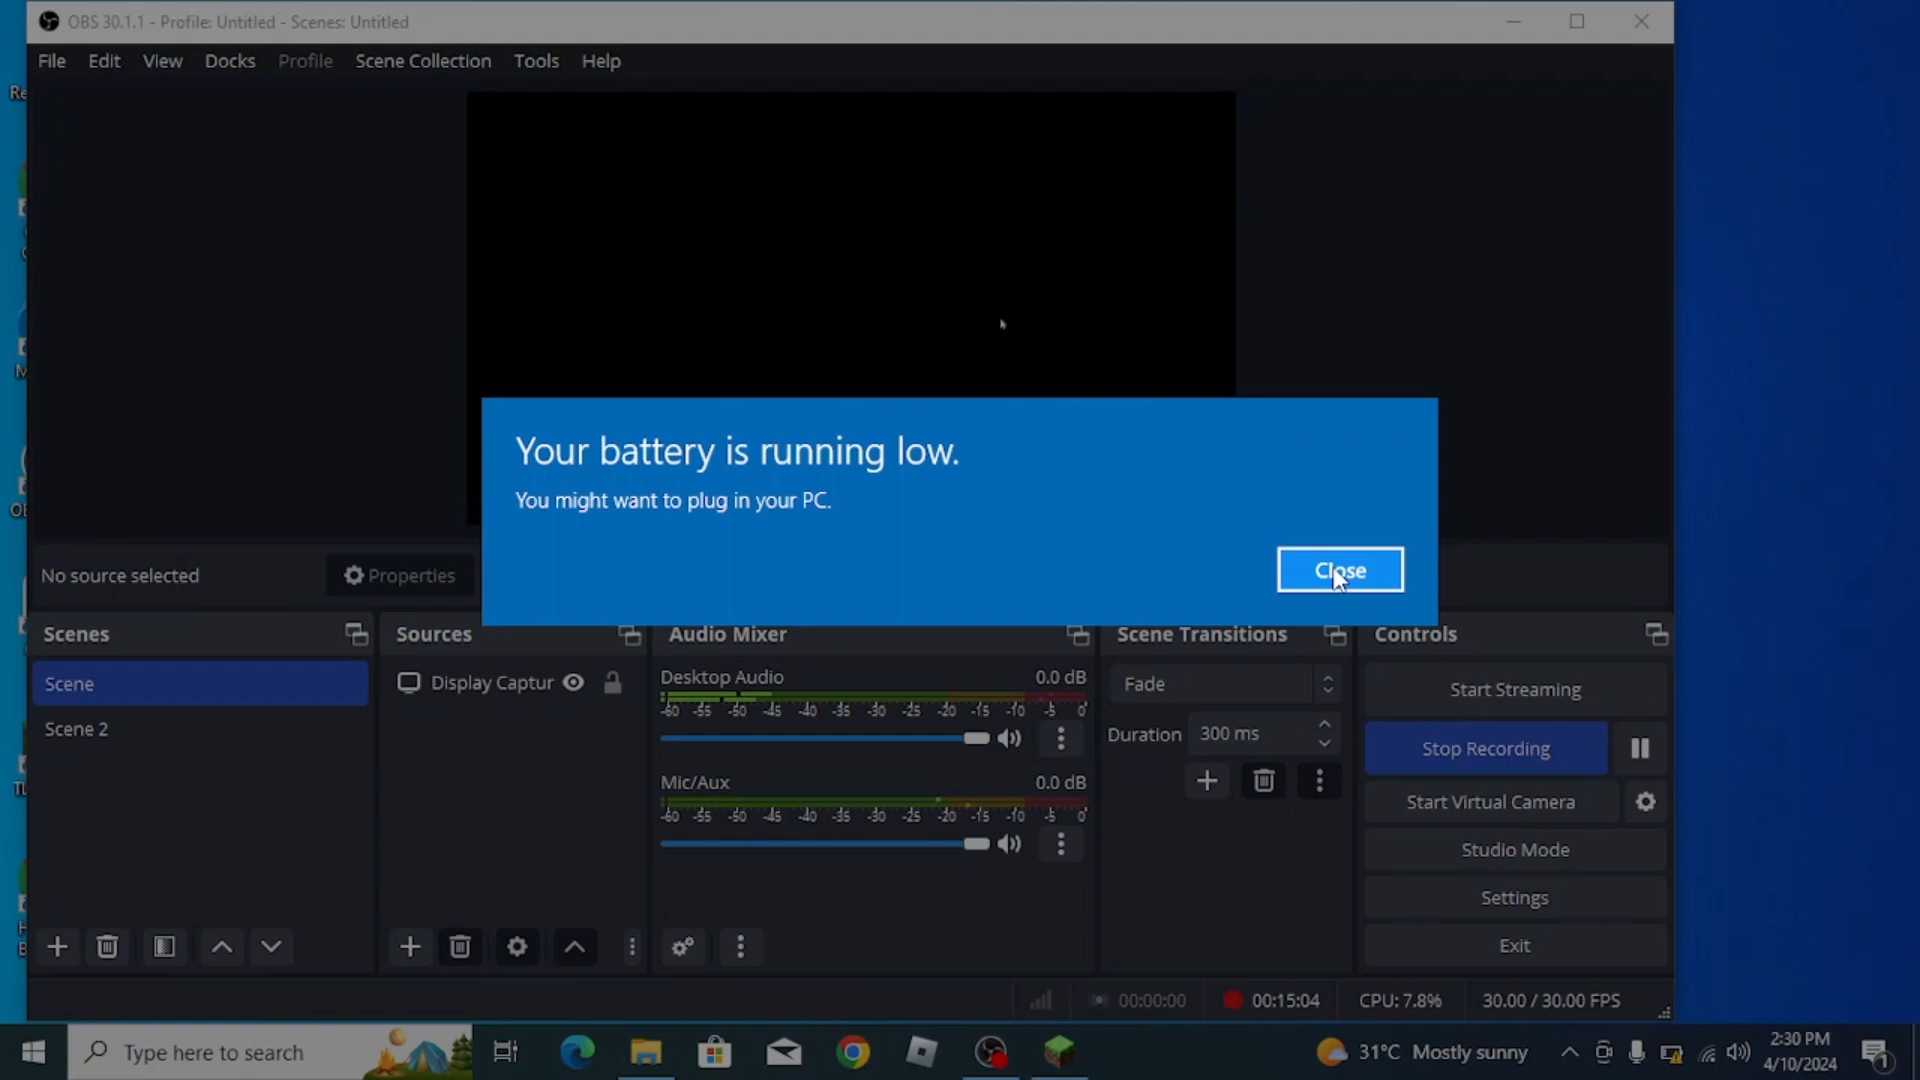 OBS 30.1.1 - Profile: Untitled - Scenes: Untitled
File Edit View Docks Profile Scene Collection Tools Help
Your battery is running low.
You might want to plug in your PC.
Close
No source selected
Properties
Scenes
Scene
Scene 2
Sources
Display Captur
Audio Mixer
Desktop Audio 0.0 dB
-60 -55 -50 -45 -40 -35 -30 -25 -20 -15 -10 -5 0
Mic/Aux 0.0 dB
-60 -55 -50 -45 -40 -35 -30 -25 -20 -15 -10 -5 0
Scene Transitions
Fade
Duration 300 ms
Controls
Start Streaming
Stop Recording
Start Virtual Camera
Studio Mode
Settings
Exit
00:00:00 00:15:04 CPU: 7.8% 30.00 / 30.00 FPS
Type here to search
31°C Mostly sunny
2:30 PM
4/10/2024
1